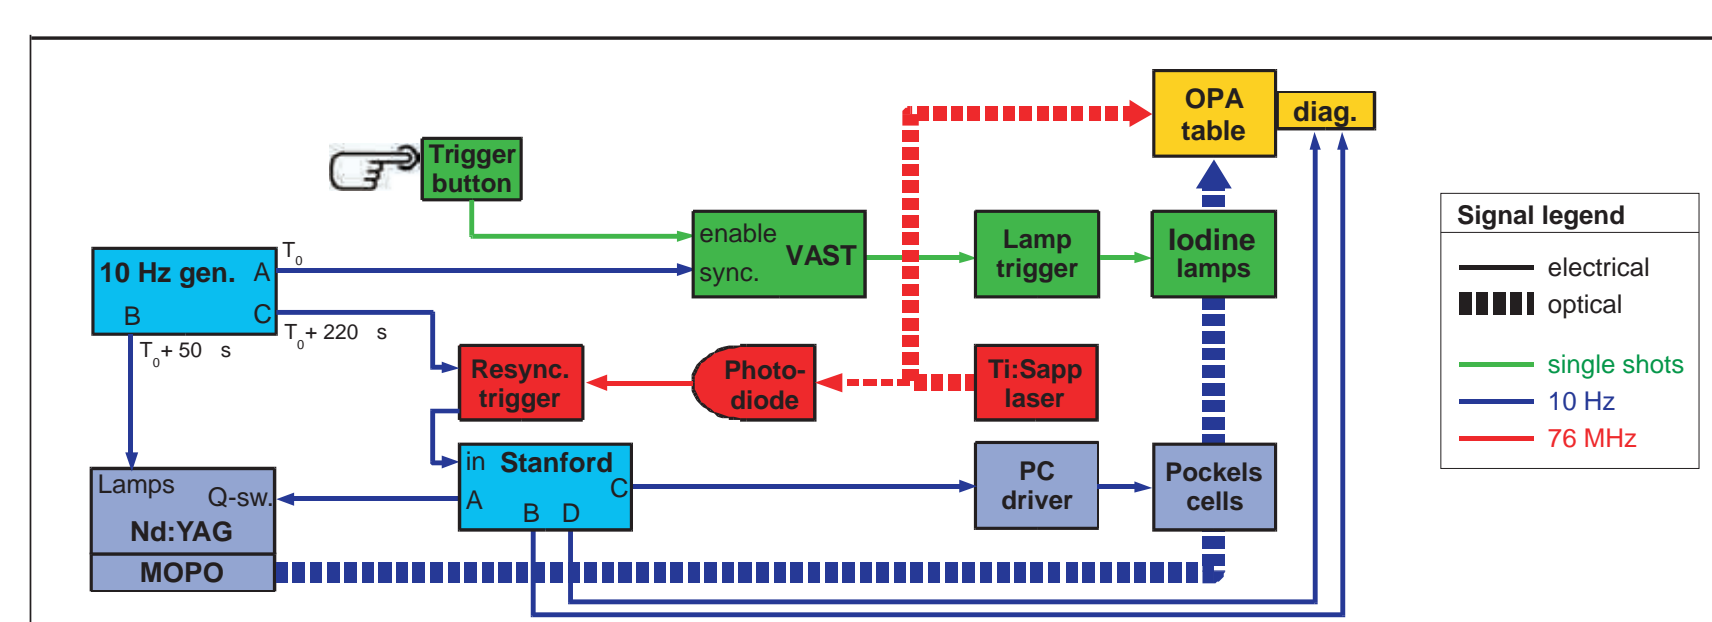 OPA
table
diag.
Trigger
button
enable
VAST
sync.
Lamp
trigger
Iodine
lamps
Signal legend
electrical
optical
single shots
10 Hz
76 MHz
10 Hz gen.
A
B
C
T0
T0+ 50 s
T0+ 220 s
Resync.
trigger
Photo-
diode
Ti:Sapp
laser
in
Stanford
A
B
D
C
PC
driver
Pockels
cells
Lamps
Q-sw.
Nd:YAG
MOPO